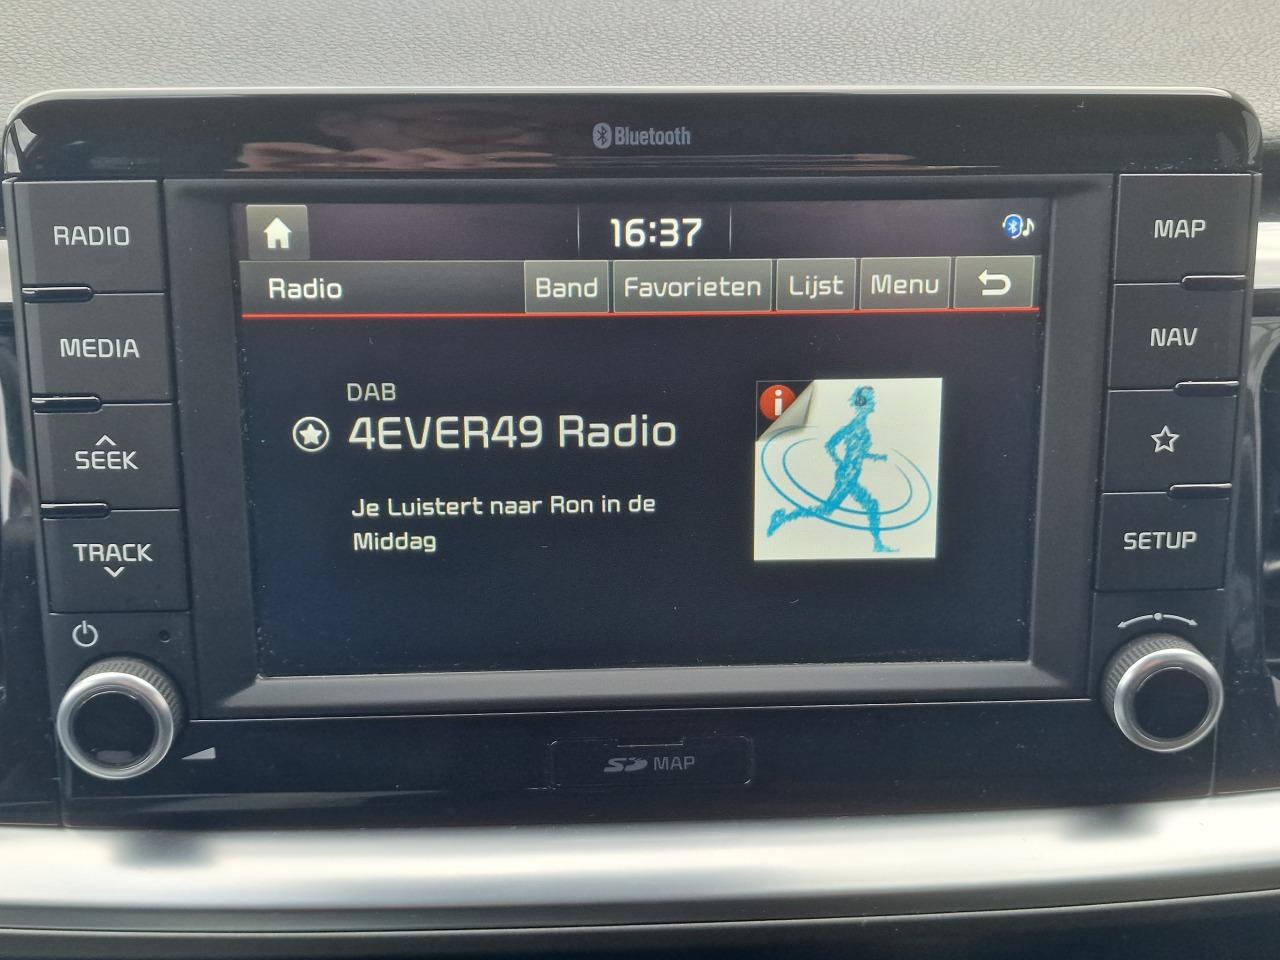 Bluetooth
RADIO
MEDIA
SEEK
TRACK
16:37
Radio
Band
Favorieten
Lijst
Menu
DAB
4EVER49 Radio
Je Luistert naar Ron in de
Middag
i
MAP
NAV
SETUP
SD MAP